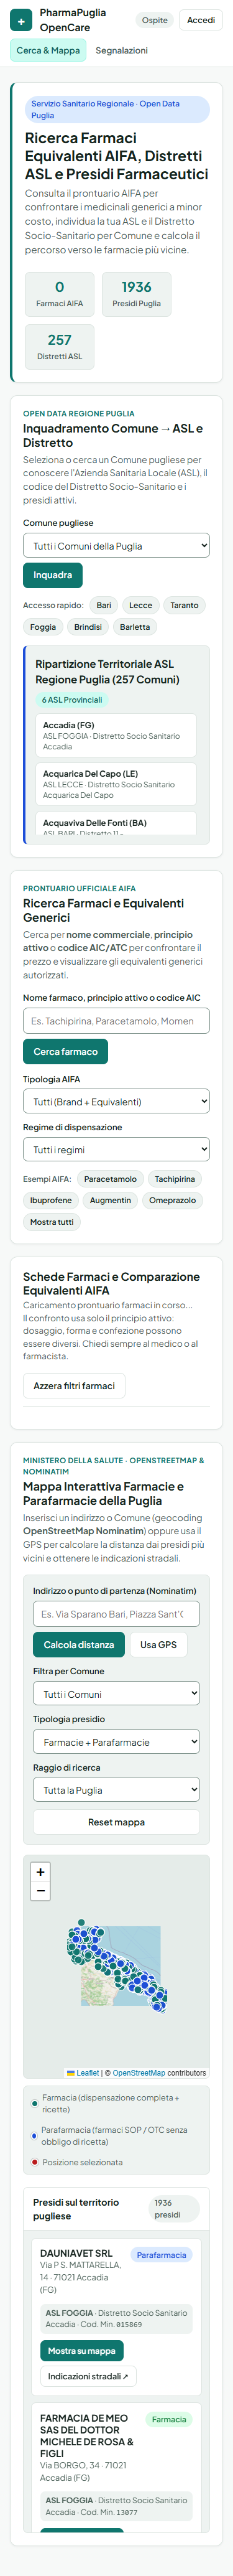 +
PharmaPuglia
OpenCare
Ospite
Accedi
Cerca & Mappa
Segnalazioni
Servizio Sanitario Regionale · Open Data
Puglia
Ricerca Farmaci
Equivalenti AIFA, Distretti
ASL e Presidi Farmaceutici
Consulta il prontuario AIFA per
confrontare i medicinali generici a minor
costo, individua la tua ASL e il Distretto
Socio-Sanitario per Comune e calcola il
percorso verso le farmacie più vicine.
0
Farmaci AIFA
1936
Presidi Puglia
257
Distretti ASL
OPEN DATA REGIONE PUGLIA
Inquadramento Comune → ASL e
Distretto
Seleziona o cerca un Comune pugliese per
conoscere l'Azienda Sanitaria Locale (ASL), il
codice del Distretto Socio-Sanitario e i
presidi attivi.
Comune pugliese
Tutti i Comuni della Puglia
Inquadra
Accesso rapido:
Bari
Lecce
Taranto
Foggia
Brindisi
Barletta
Ripartizione Territoriale ASL
Regione Puglia (257 Comuni)
6 ASL Provinciali
Accadia (FG)
ASL FOGGIA · Distretto Socio Sanitario
Accadia
Acquarica Del Capo (LE)
ASL LECCE · Distretto Socio Sanitario
Acquarica Del Capo
Acquaviva Delle Fonti (BA)
ASL BARI · Distretto 11 -
PRONTUARIO UFFICIALE AIFA
Ricerca Farmaci e Equivalenti
Generici
Cerca per nome commerciale, principio
attivo o codice AIC/ATC per confrontare il
prezzo e visualizzare gli equivalenti generici
autorizzati.
Nome farmaco, principio attivo o codice AIC
Es. Tachipirina, Paracetamolo, Momen
Cerca farmaco
Tipologia AIFA
Tutti (Brand + Equivalenti)
Regime di dispensazione
Tutti i regimi
Esempi AIFA:
Paracetamolo
Tachipirina
Ibuprofene
Augmentin
Omeprazolo
Mostra tutti
Schede Farmaci e Comparazione
Equivalenti AIFA
Caricamento prontuario farmaci in corso...
Il confronto usa solo il principio attivo:
dosaggio, forma e confezione possono
essere diversi. Chiedi sempre al medico o al
farmacista.
Azzera filtri farmaci
MINISTERO DELLA SALUTE · OPENSTREETMAP &
NOMINATIM
Mappa Interattiva Farmacie e
Parafarmacie della Puglia
Inserisci un indirizzo o Comune (geocoding
OpenStreetMap Nominatim) oppure usa il
GPS per calcolare la distanza dai presidi più
vicini e ottenere le indicazioni stradali.
Indirizzo o punto di partenza (Nominatim)
Es. Via Sparano Bari, Piazza Sant'O
Calcola distanza
Usa GPS
Filtra per Comune
Tutti i Comuni
Tipologia presidio
Farmacie + Parafarmacie
Raggio di ricerca
Tutta la Puglia
Reset mappa
+
−
Leaflet | © OpenStreetMap contributors
Farmacia (dispensazione completa +
ricette)
Parafarmacia (farmaci SOP / OTC senza
obbligo di ricetta)
Posizione selezionata
Presidi sul territorio
pugliese
1936
presidi
DAUNIAVET SRL
Parafarmacia
Via P S. MATTARELLA,
14 · 71021 Accadia
(FG)
ASL FOGGIA · Distretto Socio Sanitario
Accadia · Cod. Min. 015869
Mostra su mappa
Indicazioni stradali ↗
FARMACIA DE MEO
SAS DEL DOTTOR
MICHELE DE ROSA &
FIGLI
Farmacia
Via BORGO, 34 · 71021
Accadia (FG)
ASL FOGGIA · Distretto Socio Sanitario
Accadia · Cod. Min. 13077